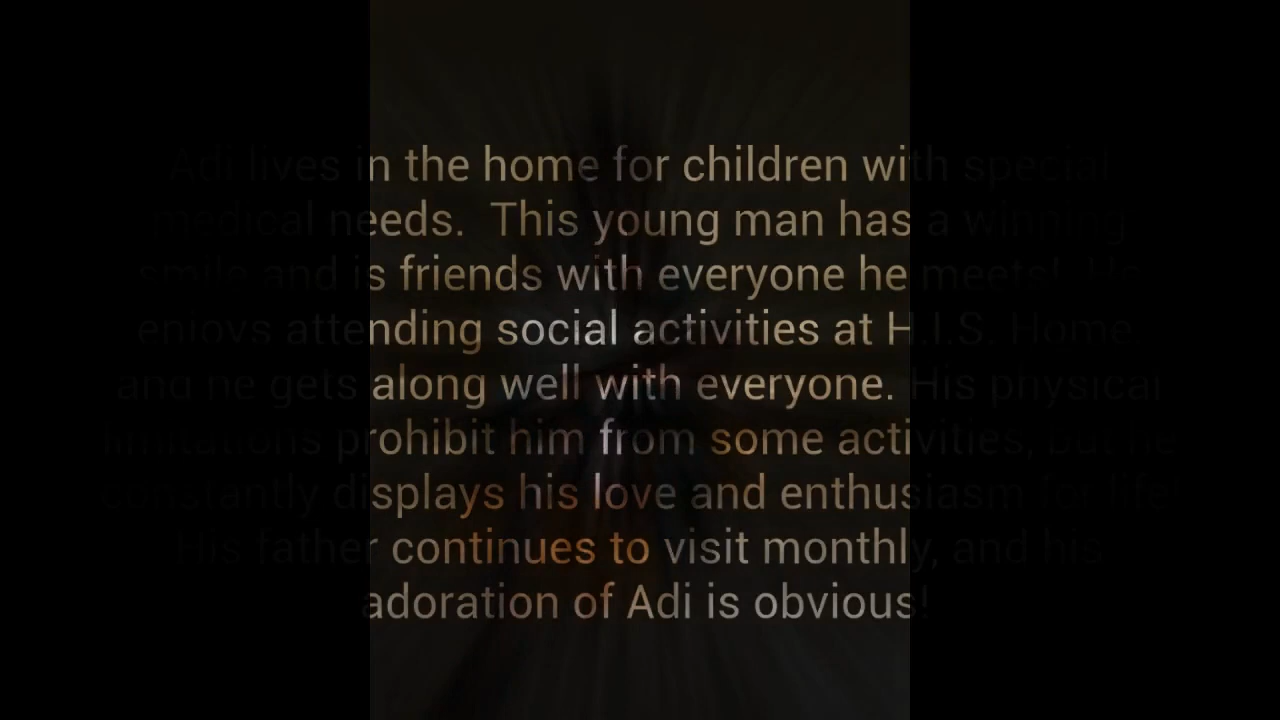 Adi lives in the home for children with special
medical needs. This young man has a winning
smile and is friends with everyone he meets! He
enjoys attending social activities at H.I.S. Home.
and he gets along well with everyone. His physical
limitations prohibit him from some activities, but he
constantly displays his love and enthusiasm for life!
His father continues to visit monthly, and his
adoration of Adi is obvious!